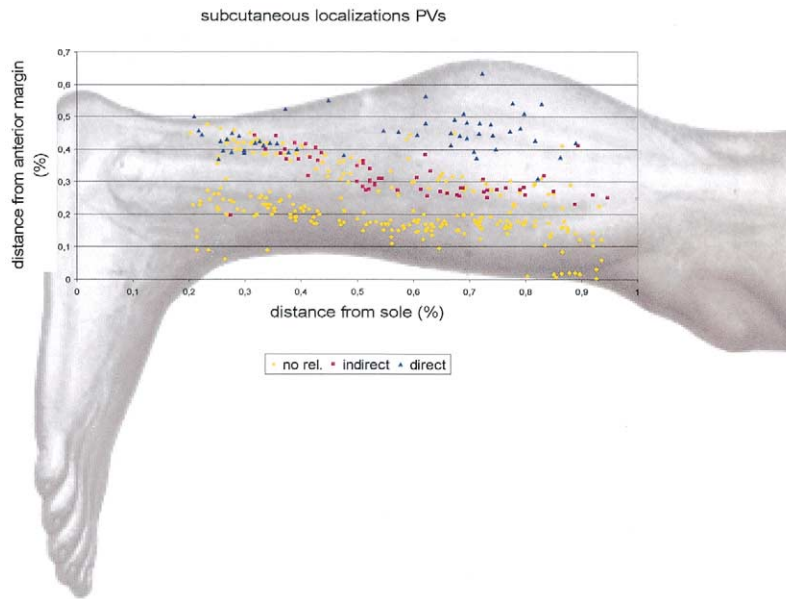 subcutaneous localizations PVs
distance from anterior margin
(%)
0,7
0,6
0,5
0,4
0,3
0,2
0,1
0
0 0,1 0,2 0,3 0,4 0,5 0,6 0,7 0,8 0,9 1
distance from sole (%)
no rel. indirect direct